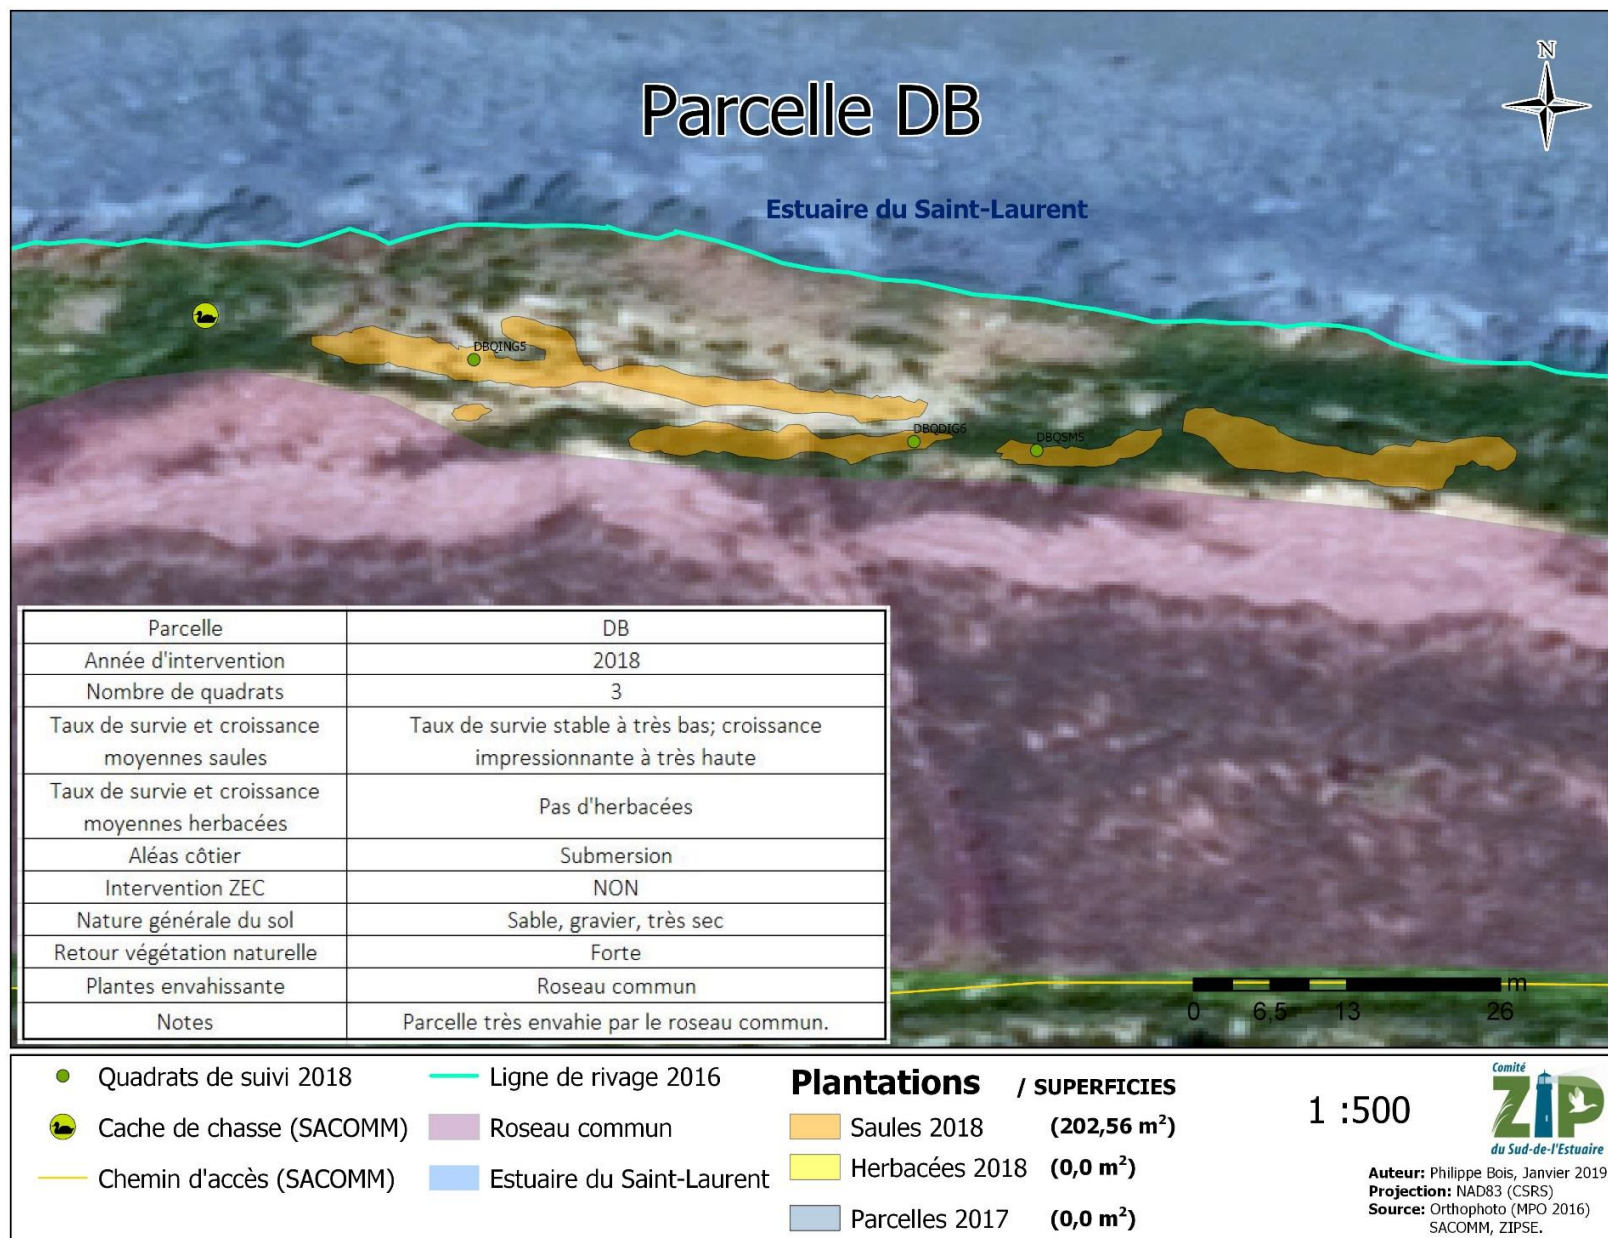 N
Parcelle DB
Estuaire du Saint-Laurent
DBQING5
DBQDIG6
DBQSM5
Parcelle DB
Année d'intervention 2018
Nombre de quadrats 3
Taux de survie et croissance moyennes saules Taux de survie stable à très bas; croissance impressionnante à très haute
Taux de survie et croissance moyennes herbacées Pas d'herbacées
Aléas côtier Submersion
Intervention ZEC NON
Nature générale du sol Sable, gravier, très sec
Retour végétation naturelle Forte
Plantes envahissante Roseau commun
Notes Parcelle très envahie par le roseau commun.
m
0 6,5 13 26
Quadrats de suivi 2018
Cache de chasse (SACOMM)
Chemin d'accès (SACOMM)
Ligne de rivage 2016
Roseau commun
Estuaire du Saint-Laurent
Plantations / SUPERFICIES
Saules 2018 (202,56 m²)
Herbacées 2018 (0,0 m²)
Parcelles 2017 (0,0 m²)
1 :500
Comité
ZIP
du Sud-de-l'Estuaire
Auteur: Philippe Bois, Janvier 2019
Projection: NAD83 (CSRS)
Source: Orthophoto (MPO 2016)
SACOMM, ZIPSE.